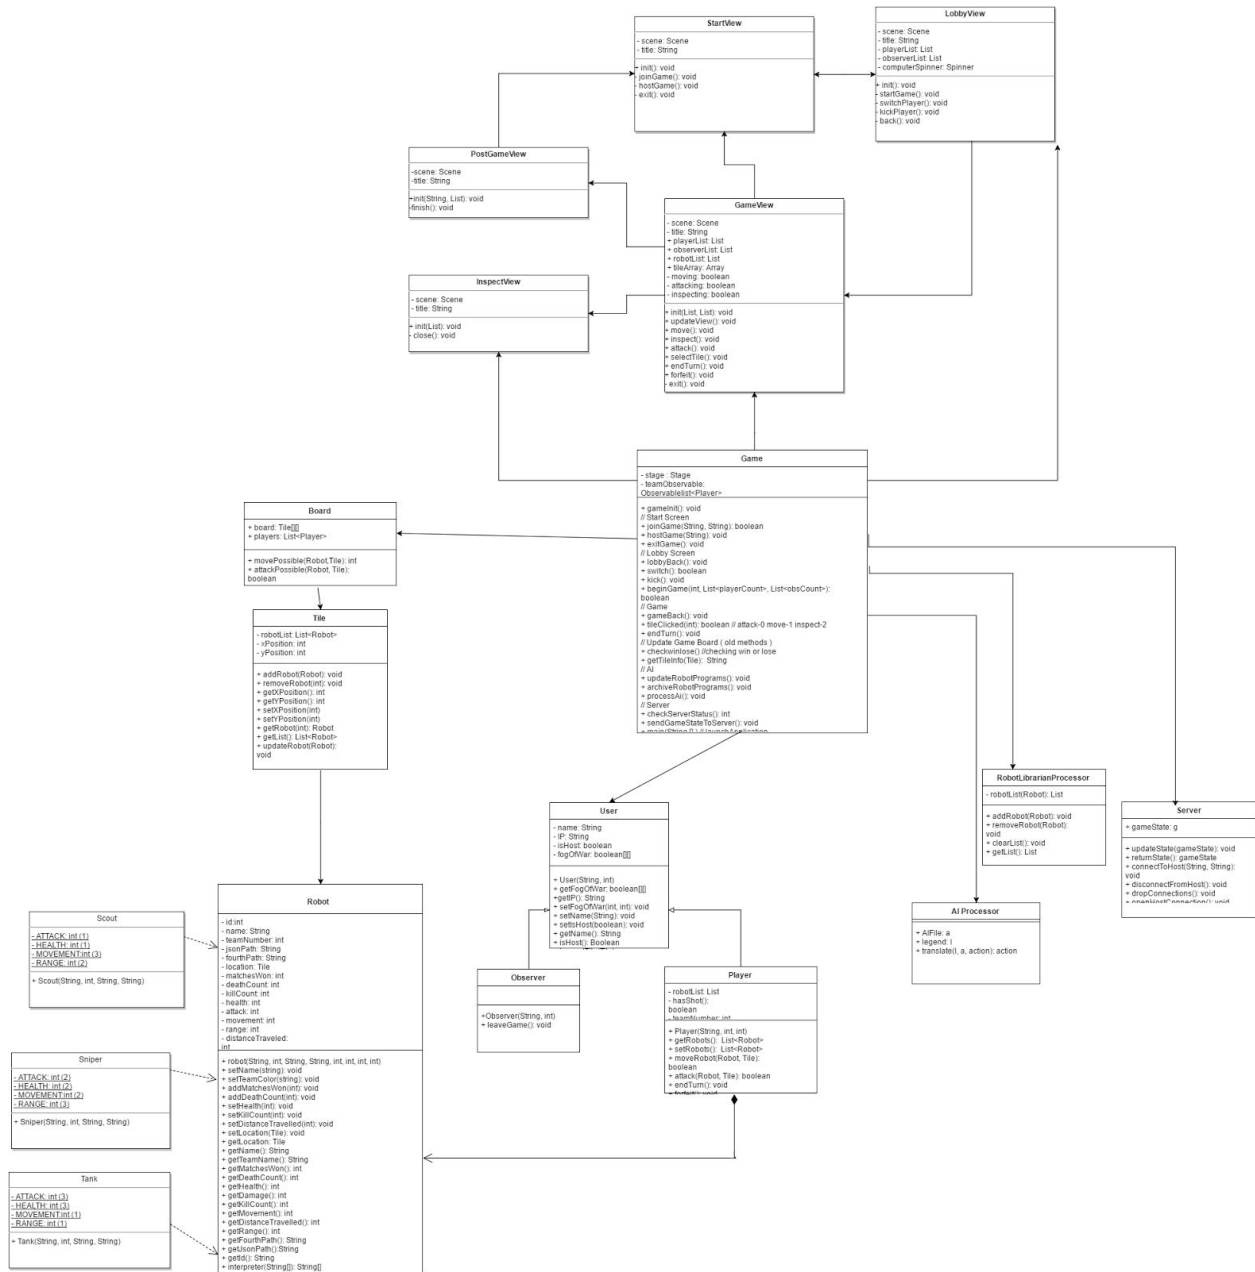 StartView
- scene: Scene
- title: String
+ init(): void
- joinGame(): void
- hostGame(): void
- exit(): void
LobbyView
- scene: Scene
- title: String
- playerList: List
- observerList: List
- computerSpinner: Spinner
+ init(): void
- startGame(): void
- switchPlayer(): void
- kickPlayer(): void
- back(): void
PostGameView
-scene: Scene
-title: String
+init(String, List): void
-finish(): void
GameView
- scene: Scene
- title: String
+ playerList: List
+ observerList: List
+ robotList: List
+ tileArray: Array
- moving: boolean
- attacking: boolean
- inspecting: boolean
+ init(List, List): void
+ updateView(): void
+ move(): void
+ inspect(): void
+ attack(): void
+ selectTile(): void
+ endTurn(): void
+ forfeit(): void
- exit(): void
InspectView
- scene: Scene
- title: String
+ init(List): void
- close(): void
Game
- stage : Stage
- teamObservable:
Observablelist<Player>
+ gameInit(): void
// Start Screen
+ joinGame(String, String): boolean
+ hostGame(String): void
+ exitGame(): void
// Lobby Screen
+ lobbyBack(): void
+ switch(): boolean
+ kick(): void
+ beginGame(int, List<playerCount>, List<obsCount>):
boolean
// Game
+ gameBack(): void
+ tileClicked(int): boolean // attack-0 move-1 inspect-2
+ endTurn(): void
// Update Game Board ( old methods )
+ checkwinlose() //checking win or lose
+ getTileInfo(Tile): String
// AI
+ updateRobotPrograms(): void
+ archiveRobotPrograms(): void
+ processAi(): void
// Server
+ checkServerStatus(): int
+ sendGameStateToServer(): void
+ main(String [] ) // launchApplication
Board
+ board: Tile[][]
+ players: List<Player>
+ movePossible(Robot,Tile): int
+ attackPossible(Robot, Tile):
boolean
Tile
- robotList: List<Robot>
- xPosition: int
- yPosition: int
+ addRobot(Robot): void
+ removeRobot(int): void
+ getXPosition(): int
+ getYPosition(): int
+ setXPosition(int)
+ setYPosition(int)
+ getRobot(int): Robot
+ getList(): List<Robot>
+ updateRobot(Robot):
void
RobotLibrarianProcessor
- robotList(Robot): List
+ addRobot(Robot): void
+ removeRobot(Robot):
void
+ clearList(): void
+ getList(): List
Server
+ gameState: g
+ updateState(gameState): void
+ returnState(): gameState
+ connectToHost(String, String):
void
+ disconnectFromHost(): void
+ dropConnections(): void
+ openHostConnection(): void
User
- name: String
- IP: String
- isHost: boolean
- fogOfWar: boolean[][]
+ User(String, int)
+ getFogOfWar: boolean[][]
+getIP(): String
+ setFogOfWar(int, int): void
+ setName(String): void
+ setIsHost(boolean): void
+ getName(): String
+ isHost(): Boolean
AI Processor
+ AIFile: a
+ legend: l
+ translate(l, a, action): action
Observer
+Observer(String, int)
+ leaveGame(): void
Player
- robotList: List
- hasShot():
boolean
- teamNumber: int
+ Player(String, int, int)
+ getRobots(): List<Robot>
+ setRobots(): List<Robot>
+ moveRobot(Robot, Tile):
boolean
+ attack(Robot, Tile): boolean
+ endTurn(): void
+ forfeit(): void
Robot
- id:int
- name: String
- teamNumber: int
- jsonPath: String
- fourthPath: String
- location: Tile
- matchesWon: int
- deathCount: int
- killCount: int
- health: int
- attack: int
- movement: int
- range: int
- distanceTraveled:
int
+ robot(String, int, String, String, int, int, int, int)
+ setName(string): void
+ setTeamColor(string): void
+ addMatchesWon(int): void
+ addDeathCount(int): void
+ setHealth(int): void
+ setKillCount(int): void
+ setDistanceTravelled(int): void
+ setLocation(Tile): void
+ getLocation: Tile
+ getName(): String
+ getTeamName(): String
+ getMatchesWon(): int
+ getDeathCount(): int
+ getHealth(): int
+ getDamage(): int
+ getKillCount(): int
+ getMovement(): int
+ getDistanceTravelled(): int
+ getRange(): int
+ getFourthPath(): String
+ getJsonPath():String
+ getId(): String
+ interpreter(String[]): String[]
Scout
- ATTACK: int (1)
- HEALTH: int (1)
- MOVEMENT:int (3)
- RANGE: int (2)
+ Scout(String, int, String, String)
Sniper
- ATTACK: int (2)
- HEALTH: int (2)
- MOVEMENT:int (2)
- RANGE: int (3)
+ Sniper(String, int, String, String)
Tank
- ATTACK: int (3)
- HEALTH: int (3)
- MOVEMENT:int (1)
- RANGE: int (1)
+ Tank(String, int, String, String)